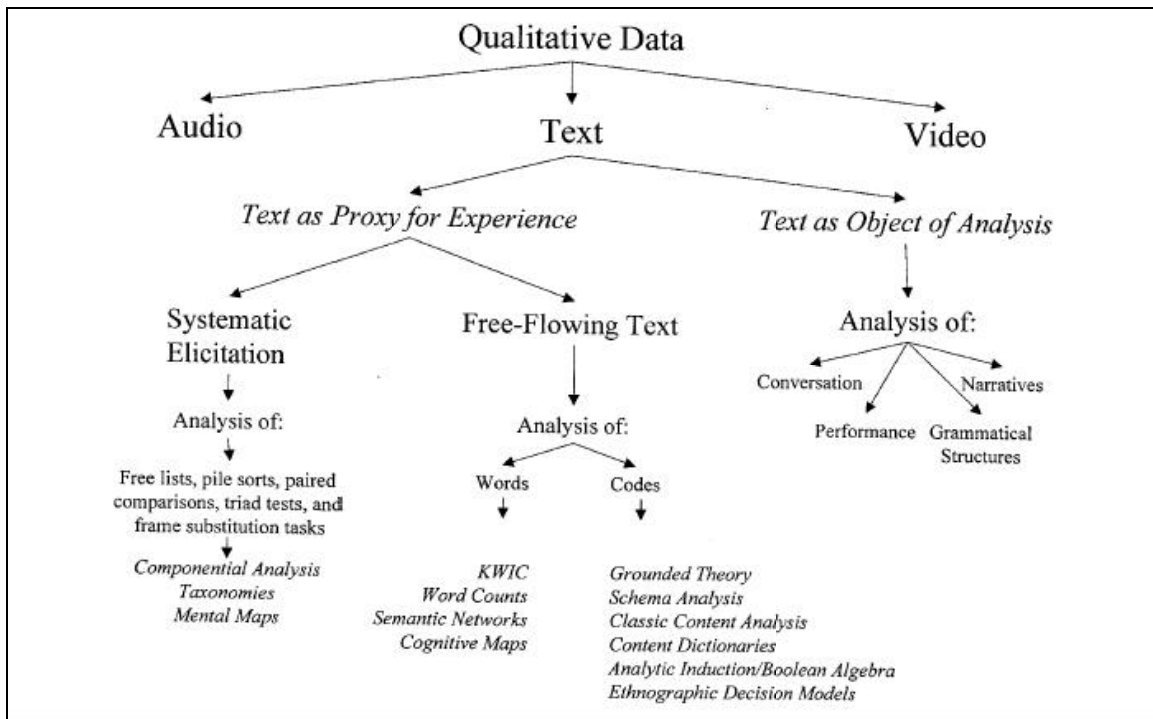 Qualitative Data
Audio
Text
Video
Text as Proxy for Experience
Text as Object of Analysis
Systematic
Elicitation
Free-Flowing Text
Analysis of:
Conversation
Narratives
Performance
Grammatical
Structures
Analysis of:
Free lists, pile sorts, paired
comparisons, triad tests, and
frame substitution tasks
Componential Analysis
Taxonomies
Mental Maps
Analysis of:
Words
Codes
KWIC
Word Counts
Semantic Networks
Cognitive Maps
Grounded Theory
Schema Analysis
Classic Content Analysis
Content Dictionaries
Analytic Induction/Boolean Algebra
Ethnographic Decision Models